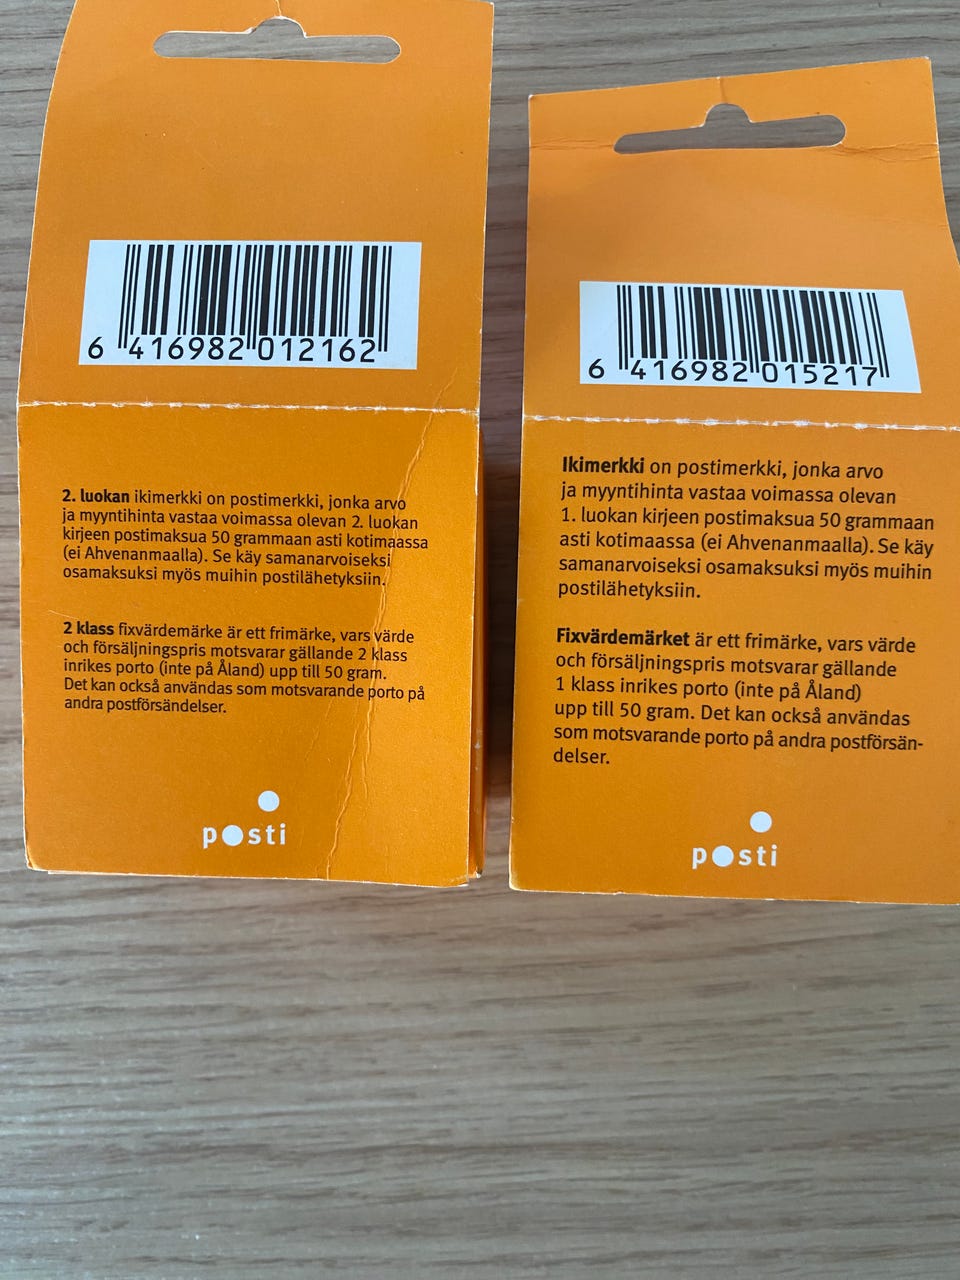 6 416982 012162
2. luokan ikimerkki on postimerkki, jonka arvo
ja myyntihinta vastaa voimassa olevan 2. luokan
kirjeen postimaksua 50 grammaan asti kotimaassa
(ei Ahvenanmaalla). Se käy samanarvoiseksi
osamaksuksi myös muihin postilähetyksiin.
2 klass fixvärdemärke är ett frimärke, vars värde
och försäljningspris motsvarar gällande 2 klass
inrikes porto (inte på Åland) upp till 50 gram.
Det kan också användas som motsvarande porto på
andra postförsändelser.
posti
6 416982 015217
Ikimerkki on postimerkki, jonka arvo
ja myyntihinta vastaa voimassa olevan
1. luokan kirjeen postimaksua 50 grammaan
asti kotimaassa (ei Ahvenanmaalla). Se käy
samanarvoiseksi osamaksuksi myös muihin
postilähetyksiin.
Fixvärdemärket är ett frimärke, vars värde
och försäljningspris motsvarar gällande
1 klass inrikes porto (inte på Åland)
upp till 50 gram. Det kan också användas
som motsvarande porto på andra postförsän-
delser.
posti